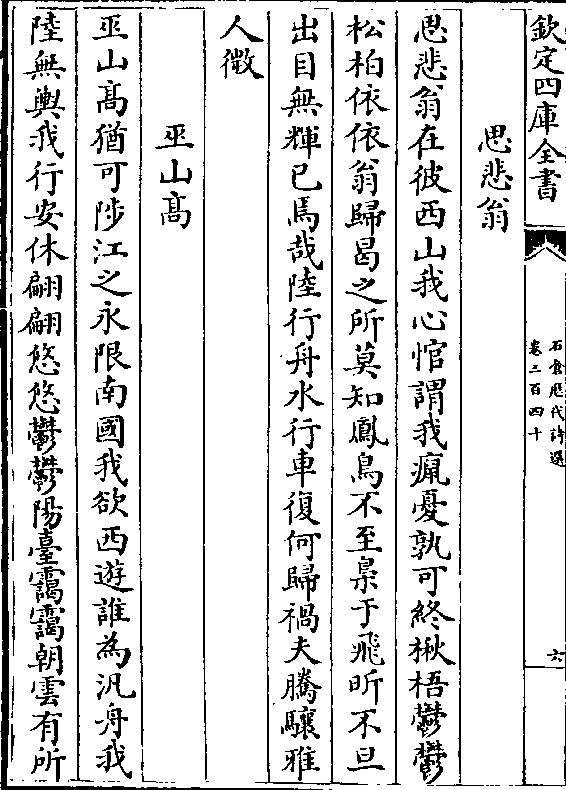 欽定四庫全書
石倉歷代詩選
卷二百四十
六
思悲翁
思悲翁在彼西山我心悺謂我瘋憂孰可終楸梧鬱鬱
松柏依依翁歸曷之所莫知鳳鳥不至梟于飛昕不旦
出目無輝已焉哉陸行舟水行車復何歸禍夫騰驤雅
人微
巫山髙
巫山髙猶可陟江之永限南國我欲西遊誰為汎舟我
陸無輿我行安休翩翩悠悠鬱鬱陽臺靄靄朝雲有所